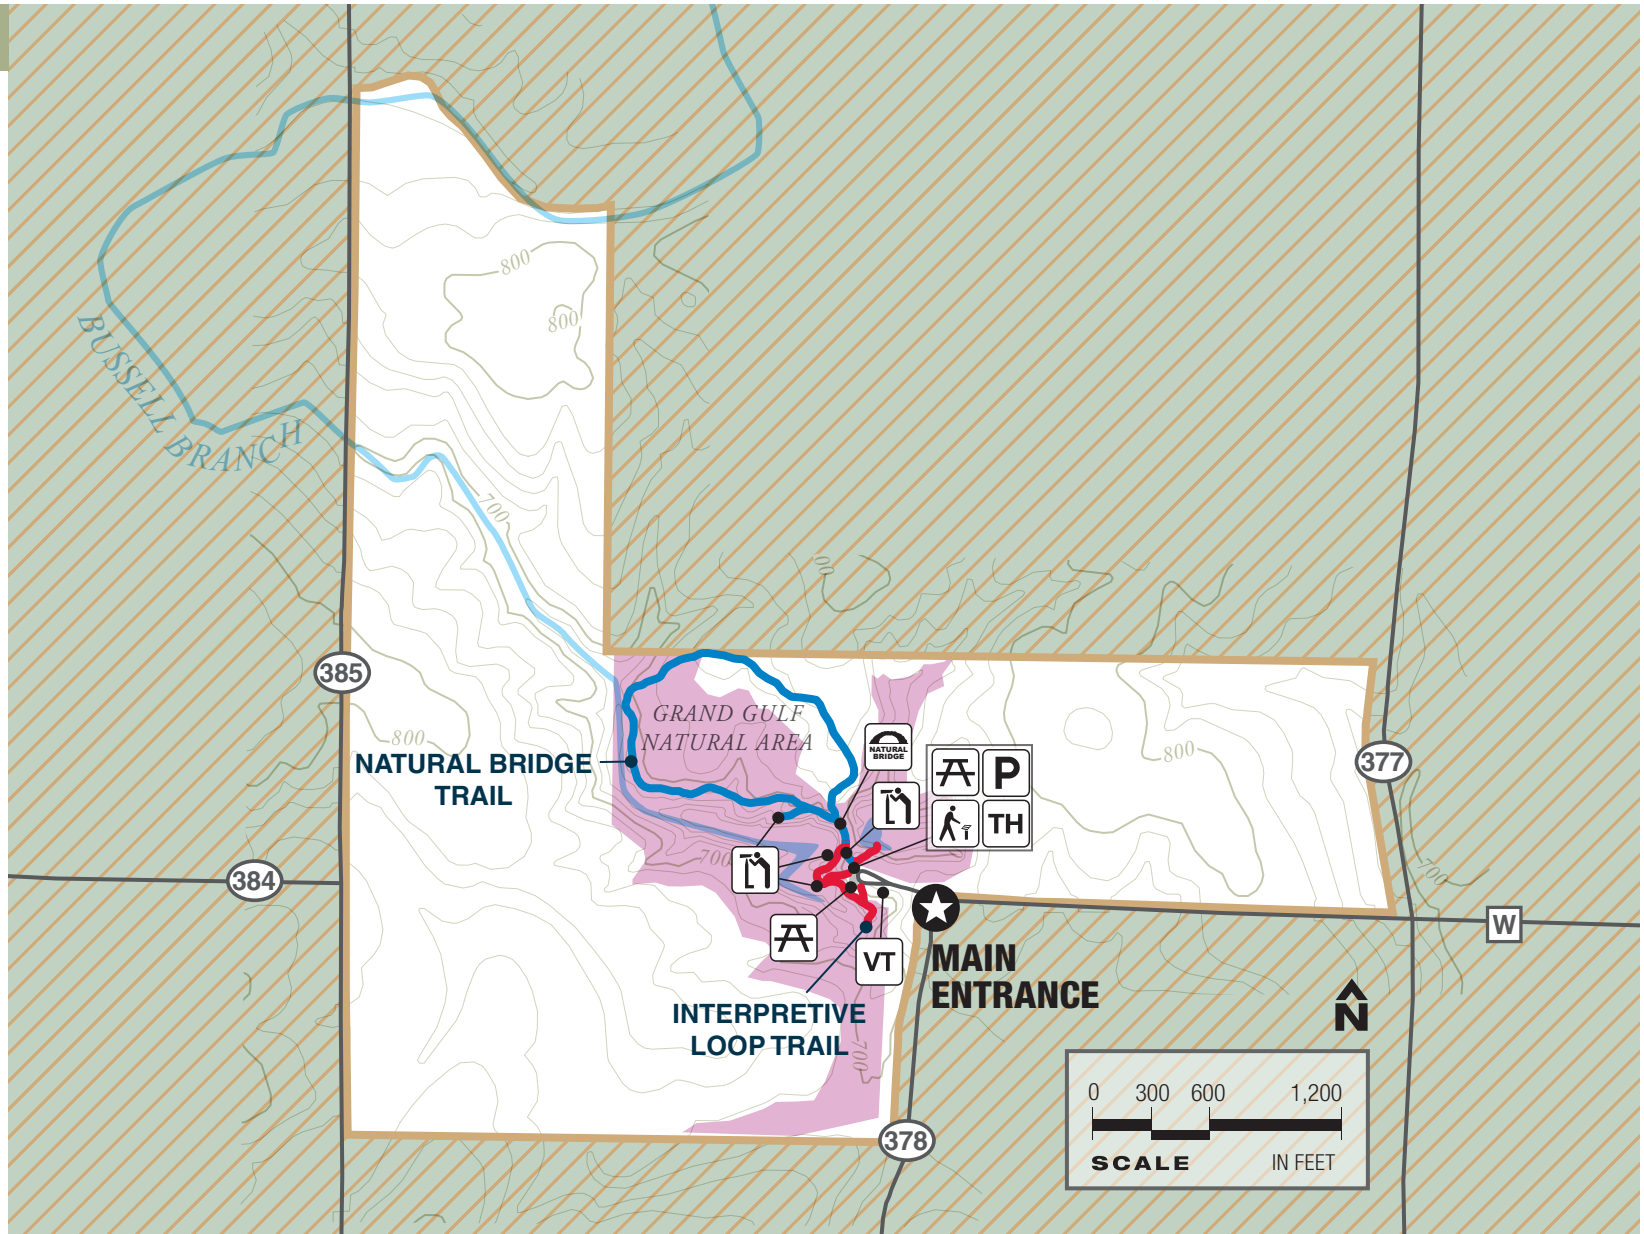 800
800
BUSSELL BRANCH
700
00
385
GRAND GULF
NATURAL AREA
800
NATURAL
BRIDGE
800
377
NATURAL BRIDGE
TRAIL
P
TH
700
700
384
W
VT
MAIN
ENTRANCE
INTERPRETIVE
LOOP TRAIL
700
N
0 300 600 1,200
SCALE IN FEET
378